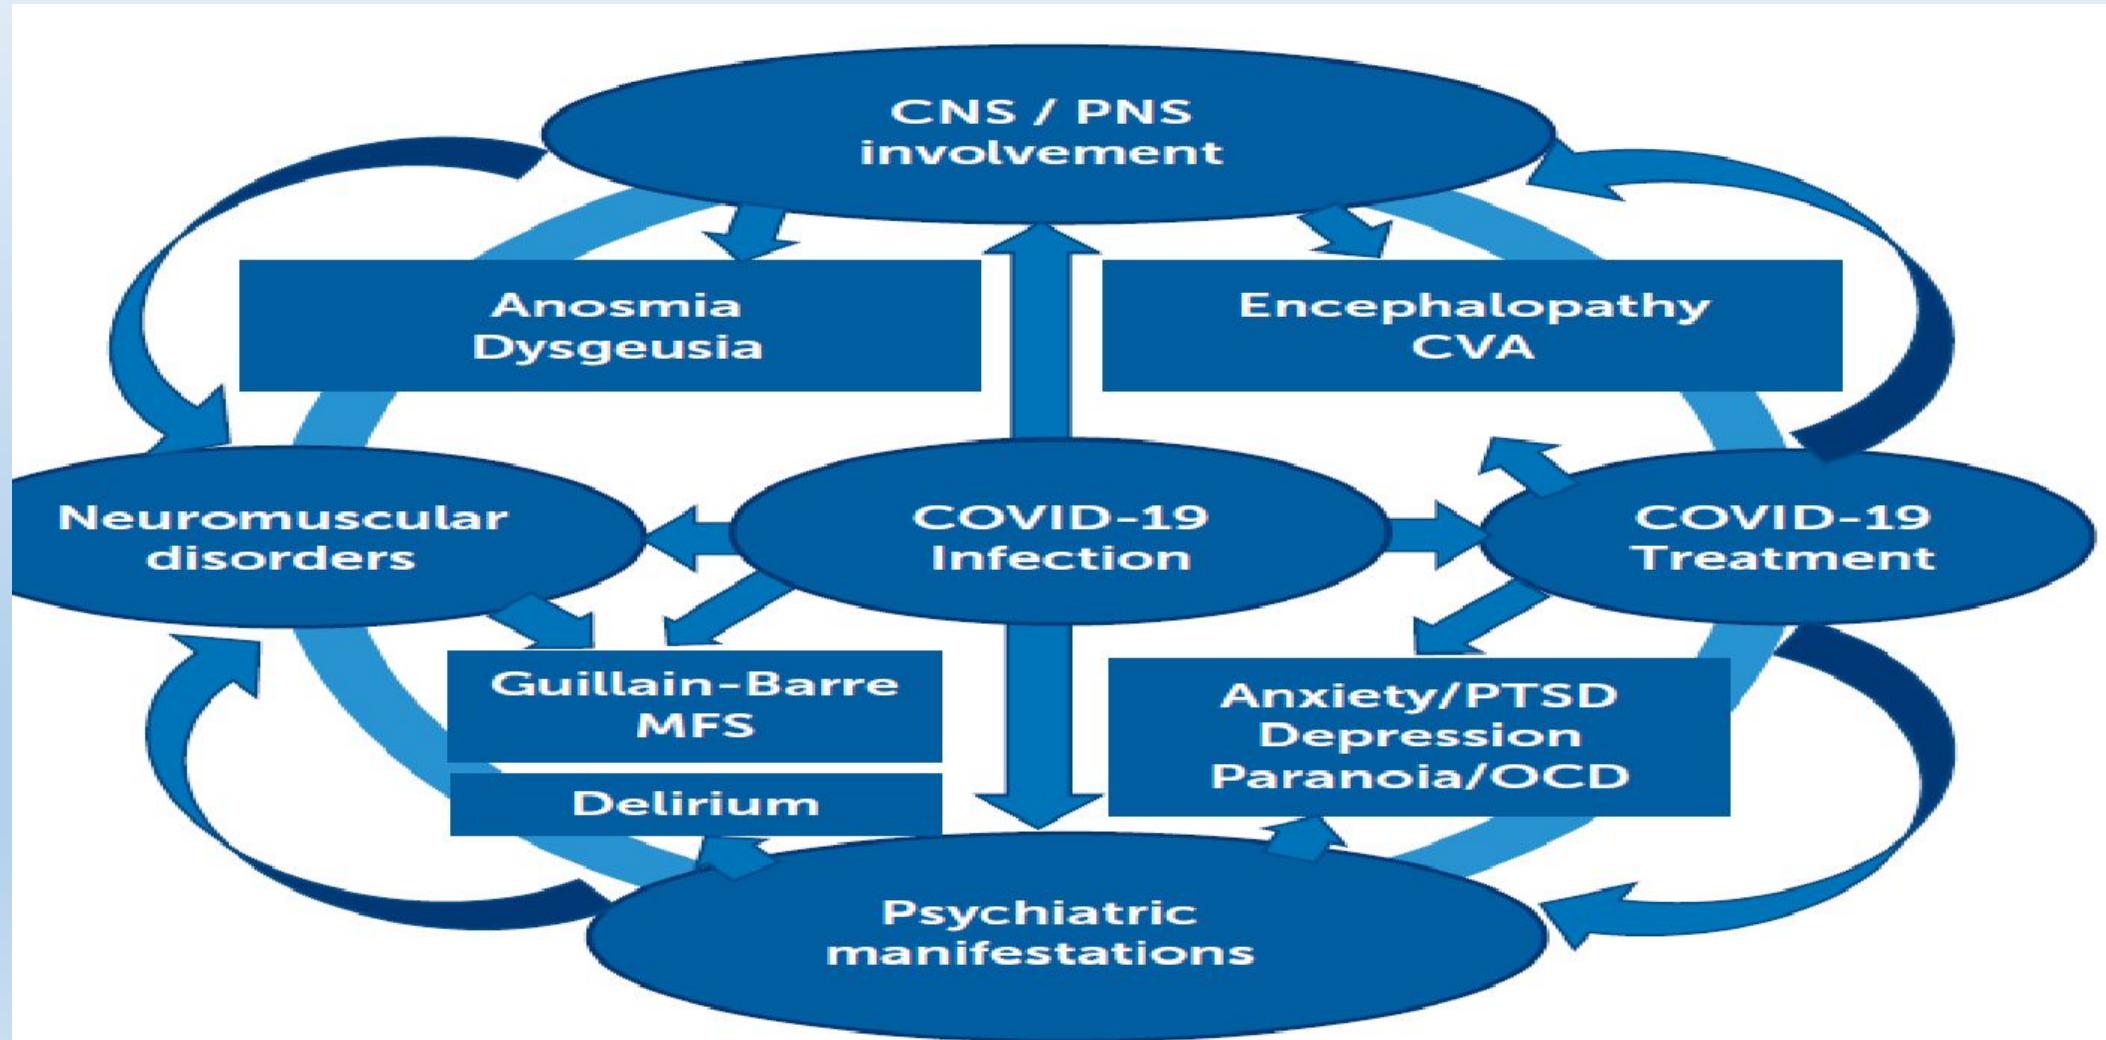 CNS / PNS
involvement
Anosmia
Dysgeusia
Encephalopathy
CVA
Neuromuscular
disorders
COVID-19
Infection
COVID-19
Treatment
Guillain-Barre
MFS
Delirium
Anxiety/PTSD
Depression
Paranoia/OCD
Psychiatric
manifestations